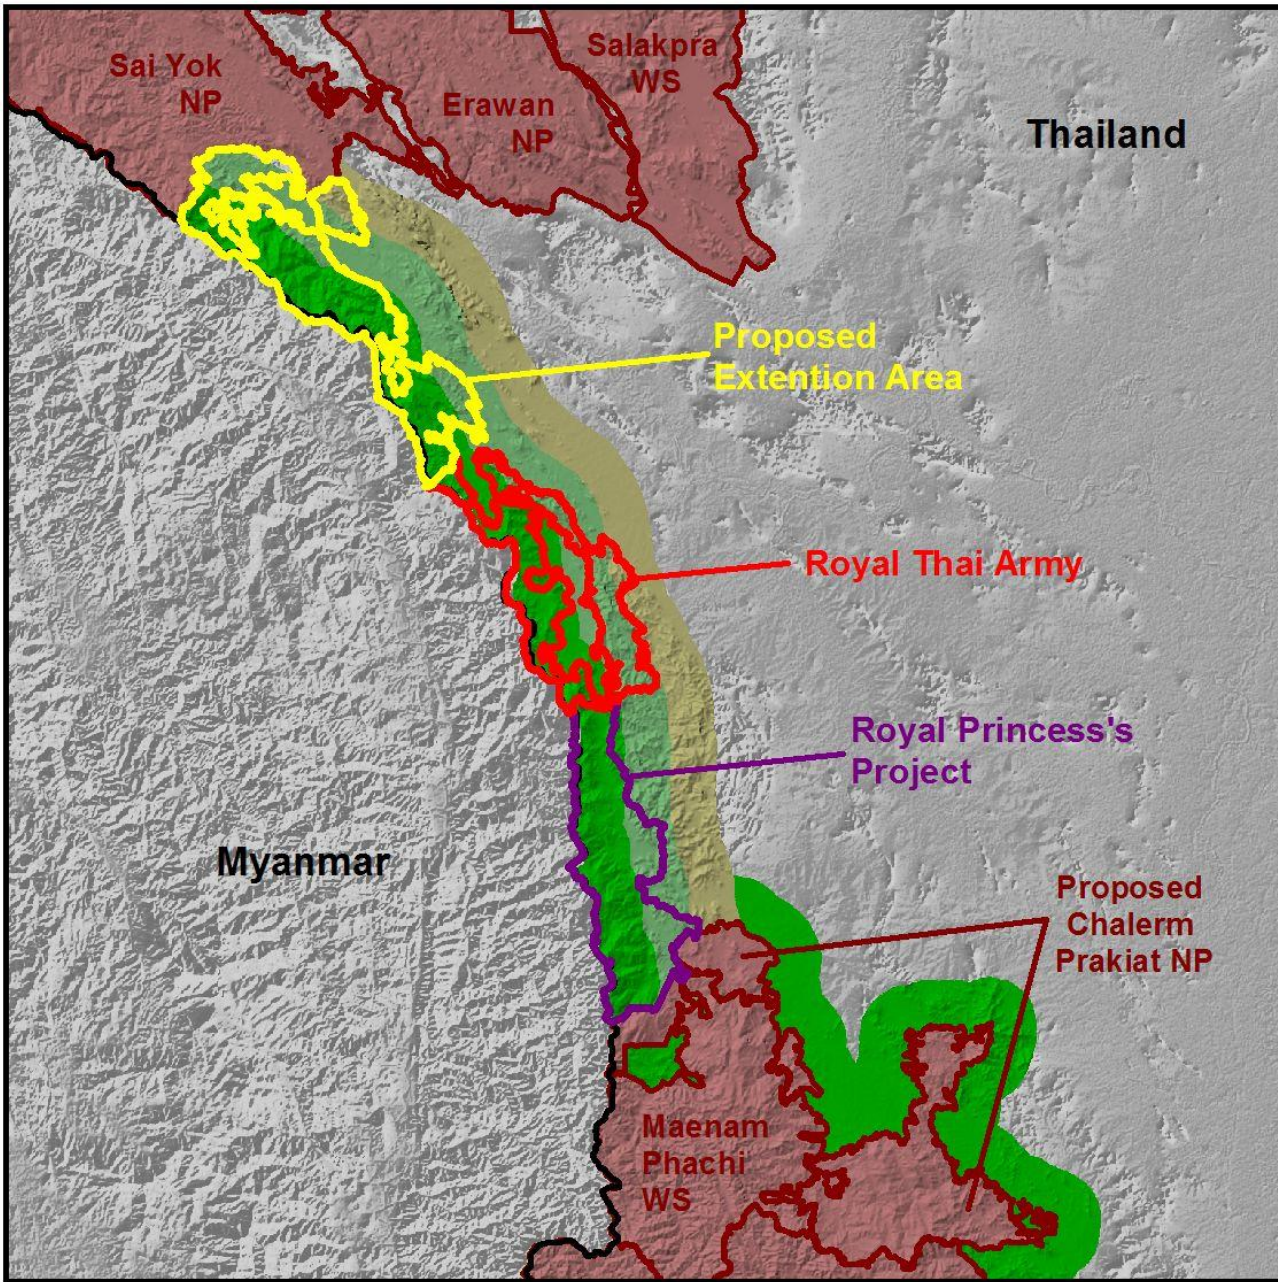 Sai Yok
NP
Erawan
NP
Salakpra
WS
Thailand
Proposed
Extention Area
Royal Thai Army
Royal Princess's
Project
Myanmar
Proposed
Chalerm
Prakiat NP
Maenam
Phachi
WS